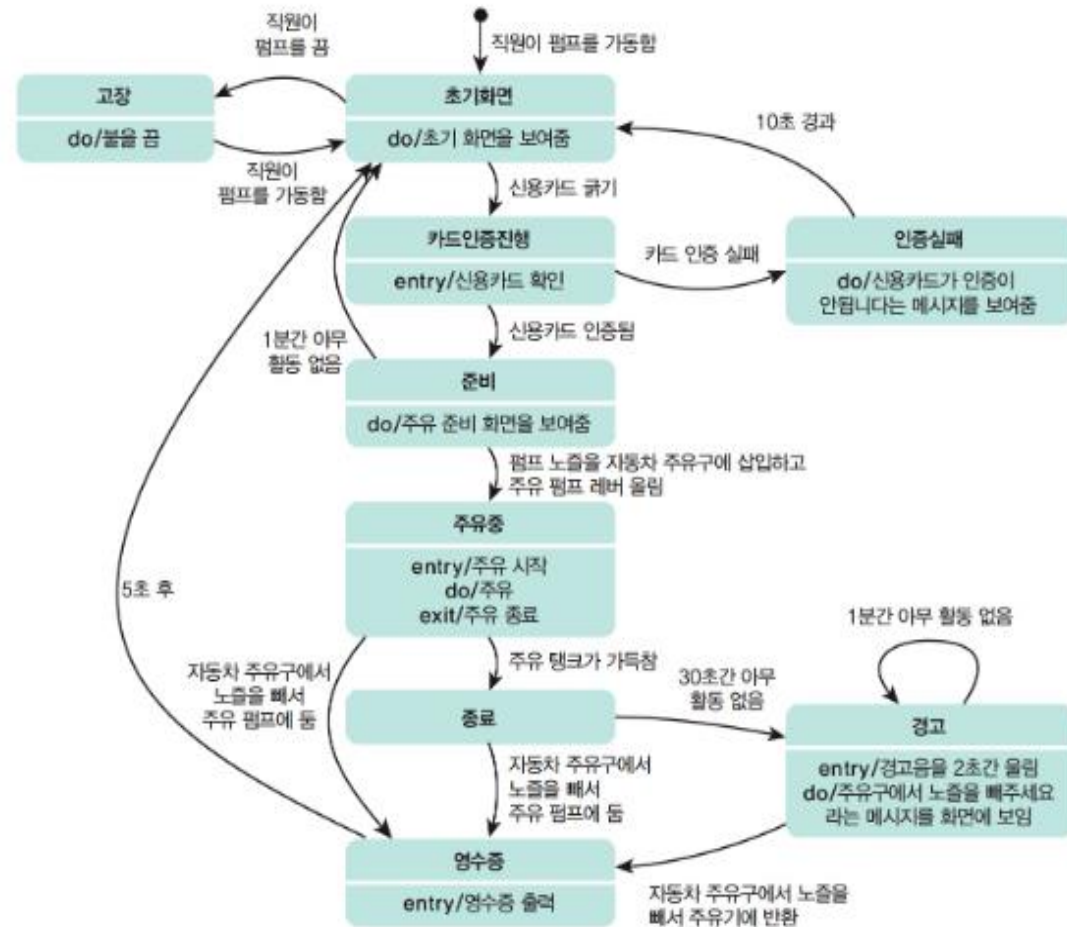 직원이
펌프를 끔
직원이 펌프를 가동함
고장
do/불을 끔
초기화면
do/초기 화면을 보여줌
10초 경과
직원이
펌프를 가동함
신용카드 긁기
카드인증진행
entry/신용카드 확인
카드 인증 실패
인증실패
do/신용카드가 인증이
안됩니다는 메시지를 보여줌
1분간 아무
활동 없음
신용카드 인증됨
준비
do/주유 준비 화면을 보여줌
펌프 노즐을 자동차 주유구에 삽입하고
주유 펌프 레버 올림
주유중
entry/주유 시작
do/주유
exit/주유 종료
5초 후
1분간 아무 활동 없음
자동차 주유구에서
노즐을 빼서
주유 펌프에 둠
주유 탱크가 가득참
30초간 아무
활동 없음
종료
경고
entry/경고음을 2초간 울림
do/주유구에서 노즐을 빼주세요
라는 메시지를 화면에 보임
자동차 주유구에서
노즐을 빼서
주유 펌프에 둠
영수증
entry/영수증 출력
자동차 주유구에서 노즐을
빼서 주유기에 반환